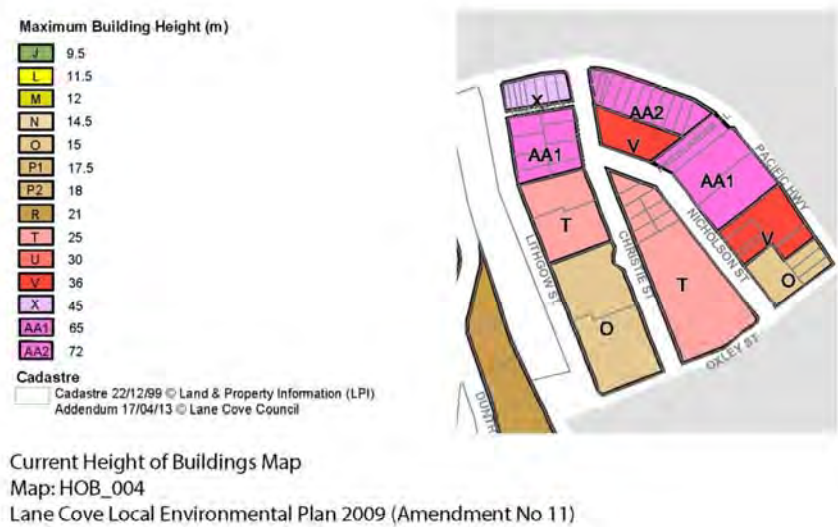 Maximum Building Height (m)
J 9.5
L 11.5
M 12
N 14.5
O 15
P1 17.5
P2 18
R 21
T 25
U 30
V 36
X 45
AA1 65
AA2 72
Cadastre
Cadastre 22/12/99 © Land & Property Information (LPI)
Addendum 17/04/13 © Lane Cove Council
X
AA2
V
AA1
AA1
PACIFIC HWY
T
NICHOLSON ST
V
LITHGOW ST
CHRISTIE ST
T
O
O
OXLEY ST
Current Height of Buildings Map
Map: HOB_004
Lane Cove Local Environmental Plan 2009 (Amendment No 11)